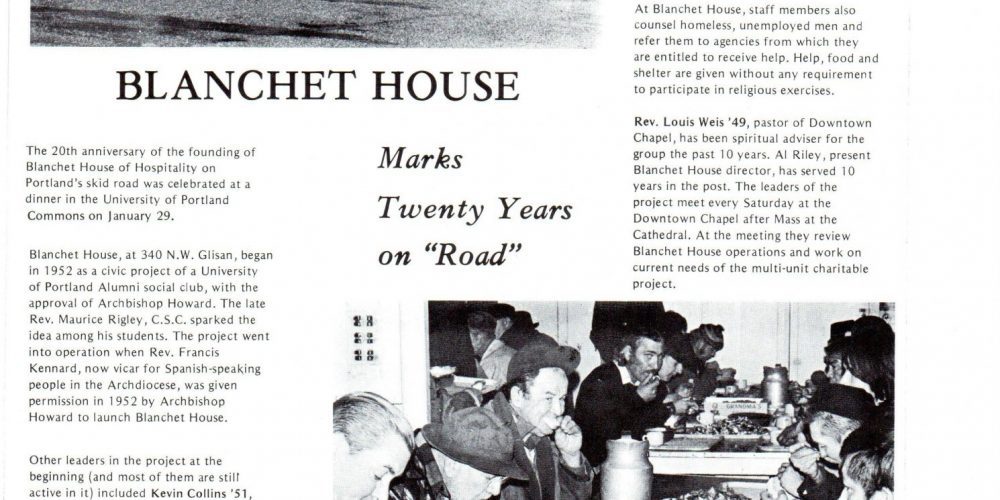 BLANCHET HOUSE
Marks
Twenty Years
on “Road”
The 20th anniversary of the founding of
Blanchet House of Hospitality on
Portland's skid road was celebrated at a
dinner in the University of Portland
Commons on January 29.
Blanchet House, at 340 N.W. Glisan, began
in 1952 as a civic project of a University
of Portland Alumni social club, with the
approval of Archbishop Howard. The late
Rev. Maurice Rigley, C.S.C. sparked the
idea among his students. The project went
into operation when Rev. Francis
Kennard, now vicar for Spanish-speaking
people in the Archdiocese, was given
permission in 1952 by Archbishop
Howard to launch Blanchet House.
Other leaders in the project at the
beginning (and most of them are still
active in it) included Kevin Collins '51,
At Blanchet House, staff members also
counsel homeless, unemployed men and
refer them to agencies from which they
are entitled to receive help. Help, food and
shelter are given without any requirement
to participate in religious exercises.
Rev. Louis Weis '49, pastor of Downtown
Chapel, has been spiritual adviser for the
group the past 10 years. Al Riley, present
Blanchet House director, has served 10
years in the post. The leaders of the
project meet every Saturday at the
Downtown Chapel after Mass at the
Cathedral. At the meeting they review
Blanchet House operations and work on
current needs of the multi-unit charitable
project.
GRANDMA'S